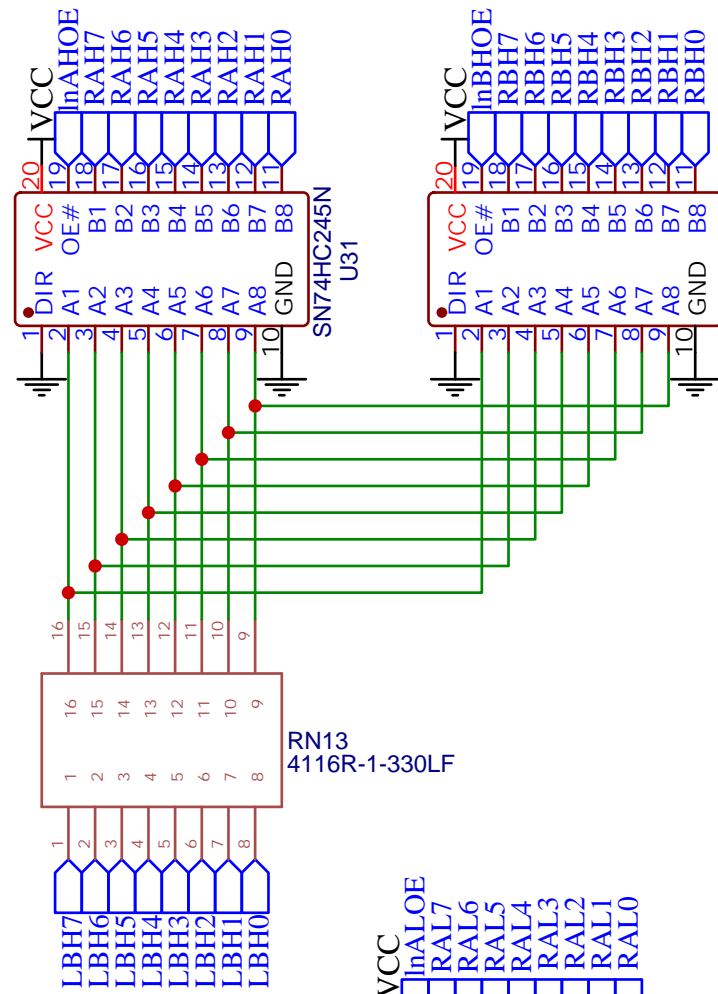 VCC
lnAHOE
RAH7
RAH6
RAH5
RAH4
RAH3
RAH2
RAH1
RAH0
20
19
18
17
16
15
14
13
12
11
VCC
OE#
B1
B2
B3
B4
B5
B6
B7
B8
DIR
A1
A2
A3
A4
A5
A6
A7
A8
GND
1
2
3
4
5
6
7
8
9
10
SN74HC245N
U31
VCC
lnBHOE
RBH7
RBH6
RBH5
RBH4
RBH3
RBH2
RBH1
RBH0
20
19
18
17
16
15
14
13
12
11
VCC
OE#
B1
B2
B3
B4
B5
B6
B7
B8
DIR
A1
A2
A3
A4
A5
A6
A7
A8
GND
1
2
3
4
5
6
7
8
9
10
16
15
14
13
12
11
10
9
16
15
14
13
12
11
10
9
1
2
3
4
5
6
7
8
RN13
4116R-1-330LF
1
2
3
4
5
6
7
8
LBH7
LBH6
LBH5
LBH4
LBH3
LBH2
LBH1
LBH0
VCC
lnALOE
RAL7
RAL6
RAL5
RAL4
RAL3
RAL2
RAL1
RAL0